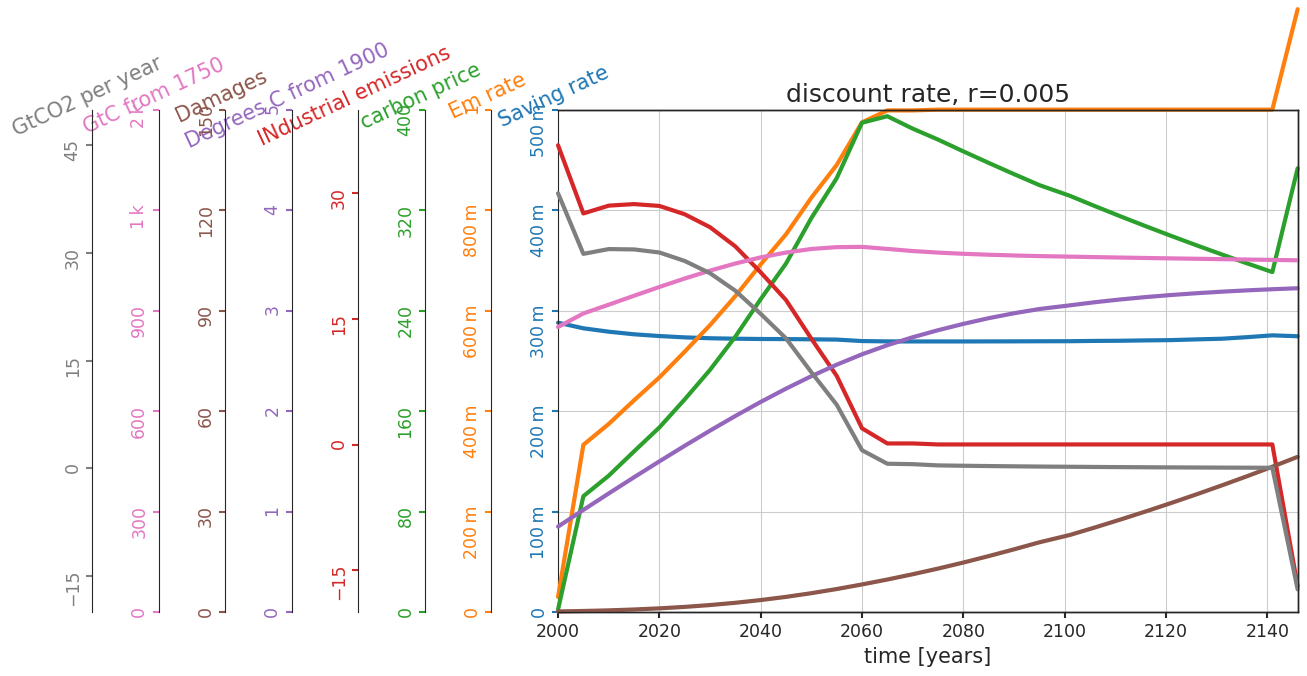 discount rate, r=0.005
GtCO2 per year
GtC from 1750
Damages
Degrees C from 1900
INdustrial emissions
carbon price
Em rate
Saving rate
45
30
15
0
−15
1 k
900
600
300
0
150
120
90
60
30
0
5
4
3
2
1
0
30
15
0
−15
400
320
240
160
80
0
800 m
600 m
400 m
200 m
0
500 m
400 m
300 m
200 m
100 m
0
2000 2020 2040 2060 2080 2100 2120 2140
time [years]